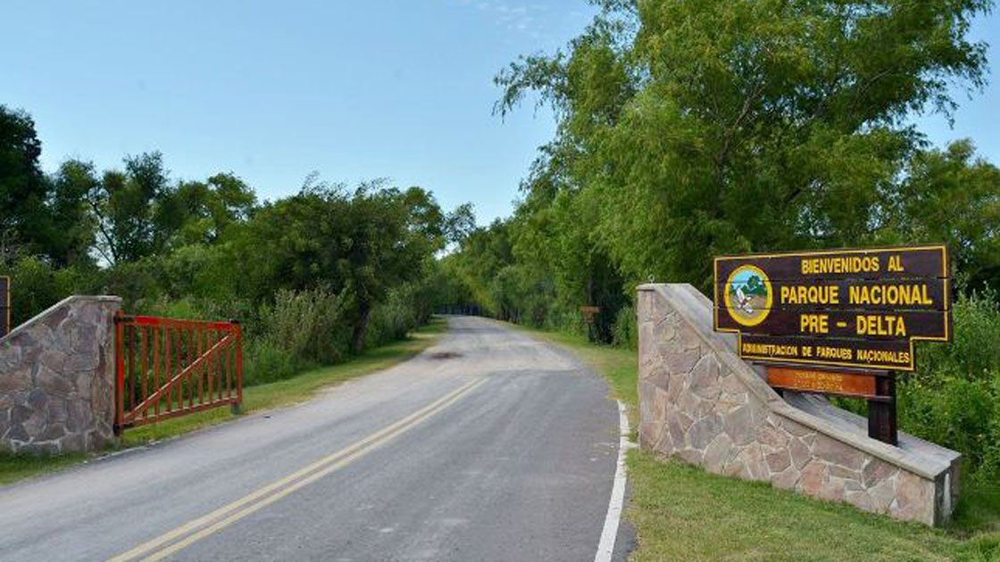 BIENVENIDOS AL
PARQUE NACIONAL
PRE - DELTA
ADMINISTRACION DE PARQUES NACIONALES